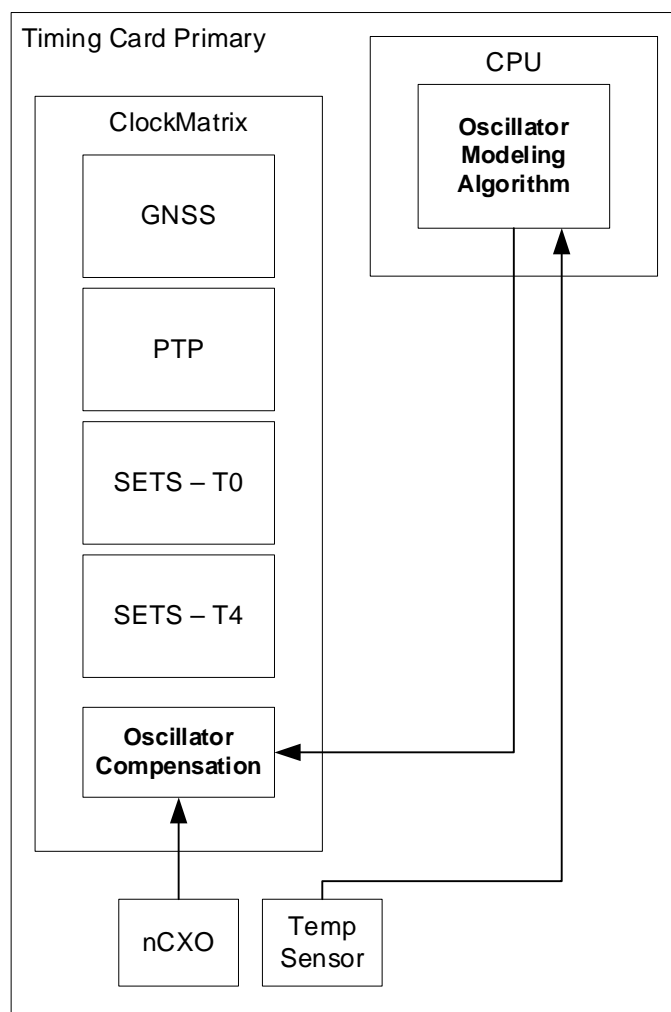 Timing Card Primary
ClockMatrix
GNSS
PTP
SETS – T0
SETS – T4
Oscillator
Compensation
CPU
Oscillator
Modeling
Algorithm
nCXO
Temp
Sensor